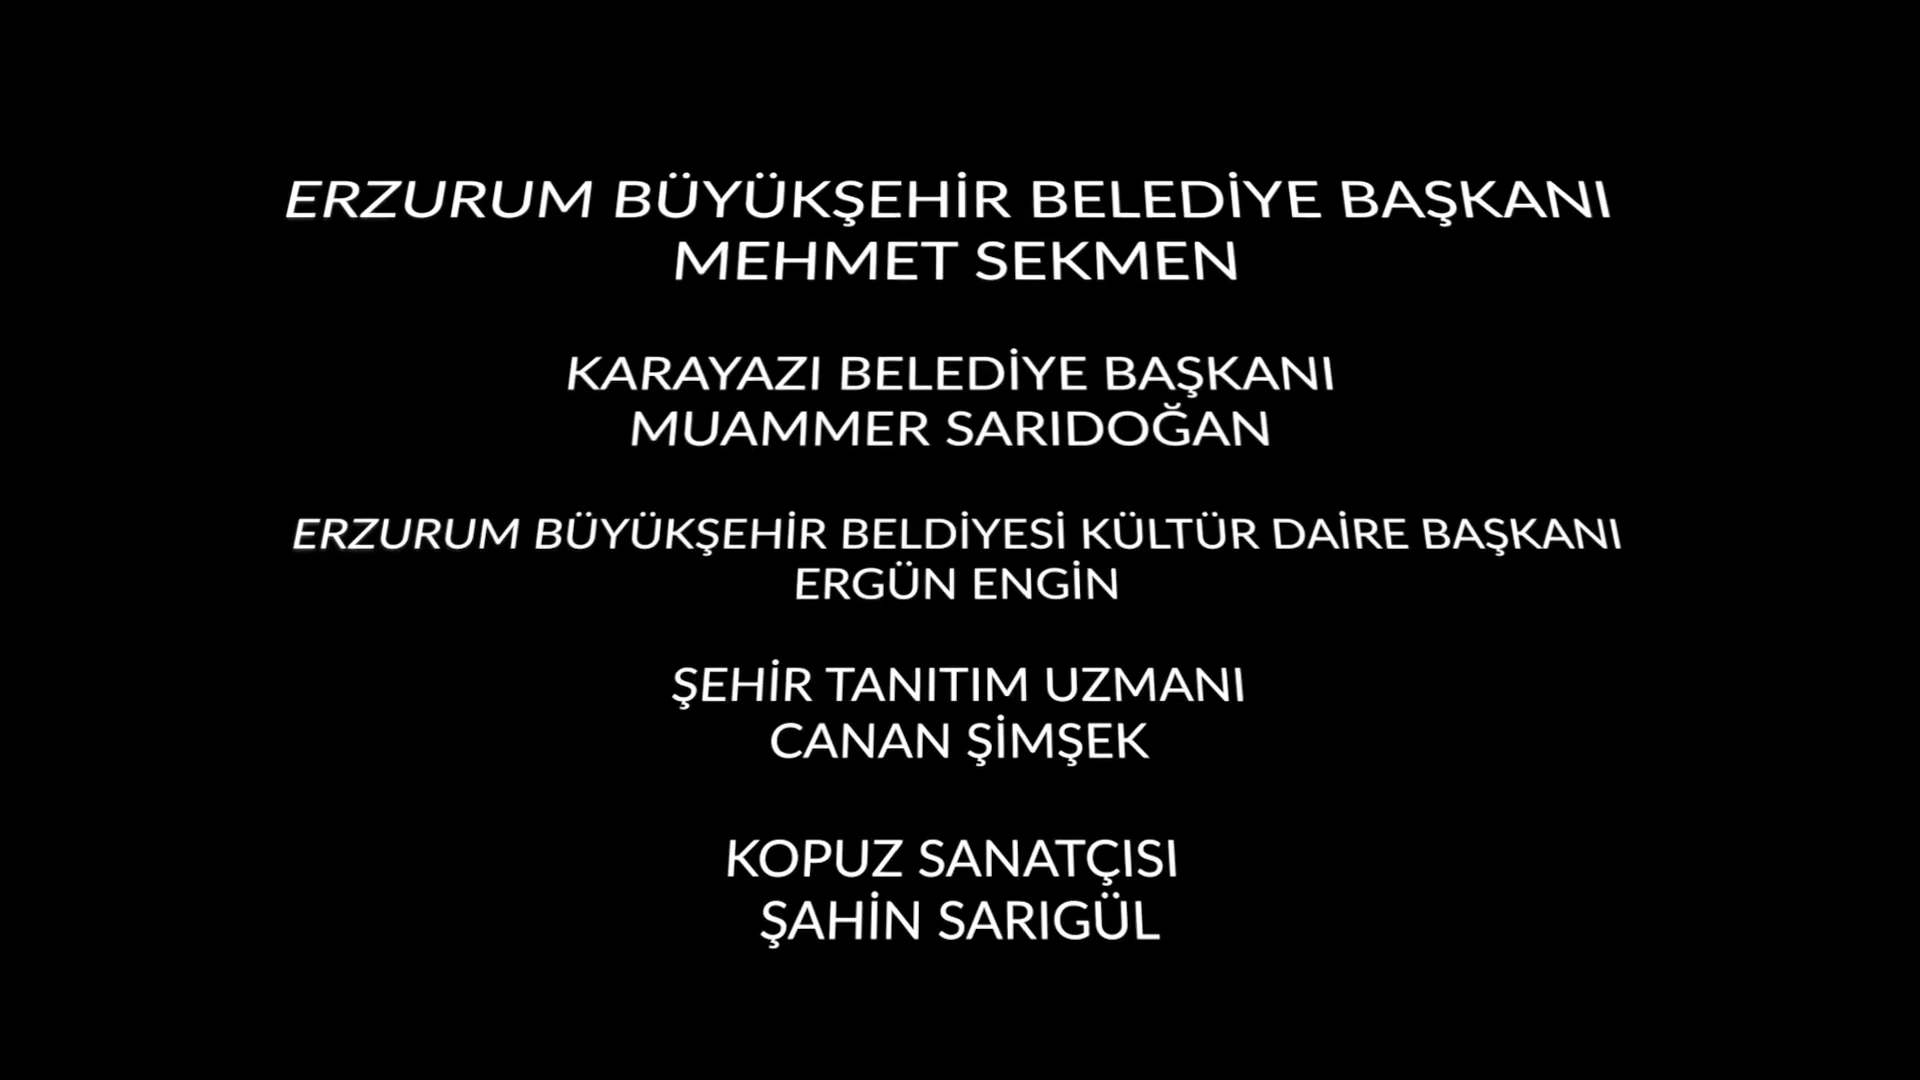 ERZURUM BÜYÜKŞEHİR BELEDİYE BAŞKANI
MEHMET SEKMEN
KARAYAZI BELEDİYE BAŞKANI
MUAMMER SARIDOĞAN
ERZURUM BÜYÜKŞEHİR BELDİYESİ KÜLTÜR DAİRE BAŞKANI
ERGÜN ENGİN
ŞEHİR TANITIM UZMANI
CANAN ŞİMŞEK
KOPUZ SANATÇISI
ŞAHİN SARIGÜL